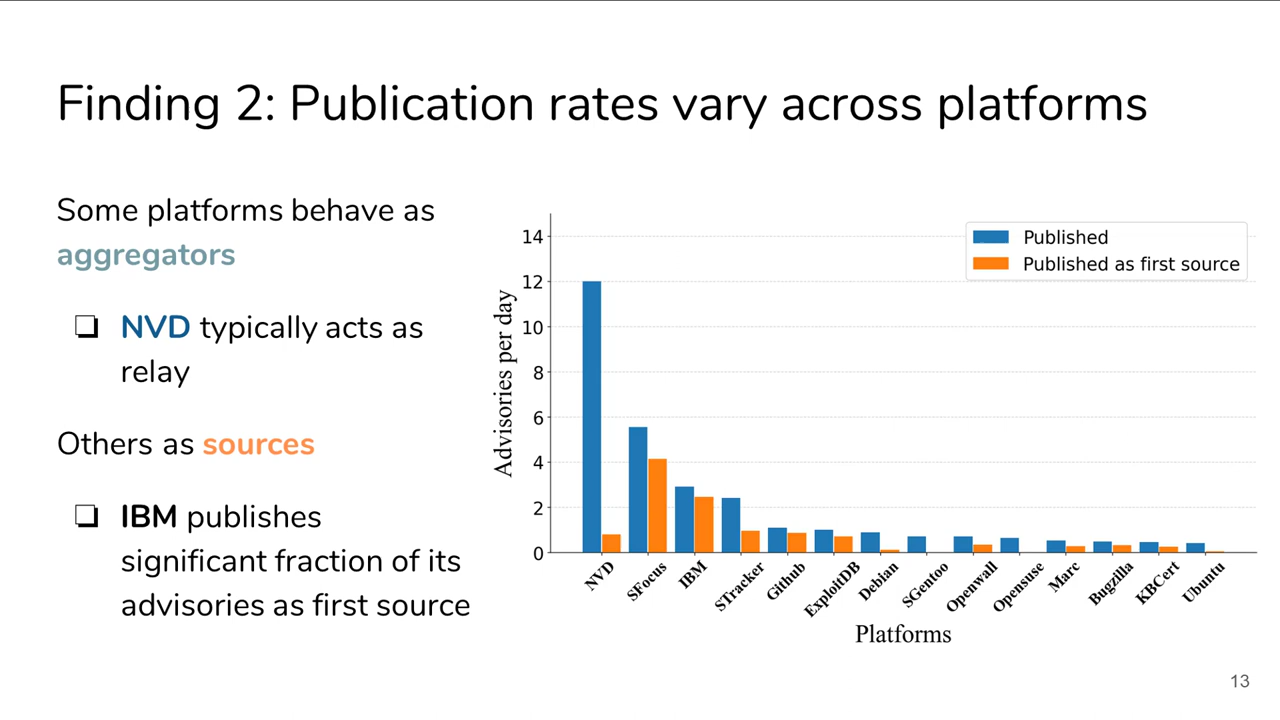 Finding 2: Publication rates vary across platforms
Some platforms behave as
aggregators
❏ NVD typically acts as
relay
Others as sources
❏ IBM publishes
significant fraction of its
advisories as first source
Published
Published as first source
Advisories per day
14
12
10
8
6
4
2
0
NVD
SFocus
IBM
STracker
Github
ExploitDB
Debian
SGentoo
Openwall
Opensuse
Marc
Bugzilla
KBCert
Ubuntu
Platforms
13